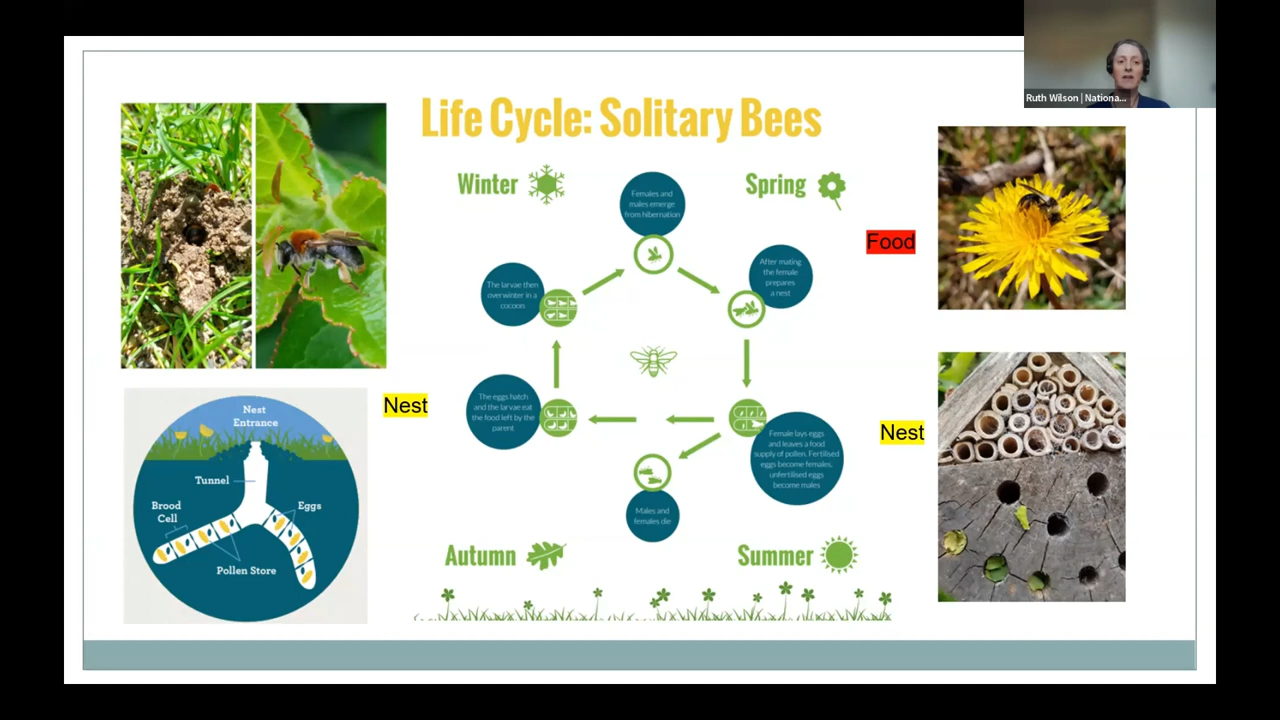 Ruth Wilson | Nationa...
Life Cycle: Solitary Bees
Winter
Spring
Females and
males emerge
from hibernation
Food
After mating
the female
prepares
a nest
The larvae then
overwinter in a
cocoon
Nest
The eggs hatch
and the larvae eat
the food left by the
parent
Nest
Female lays eggs
and leaves a food
supply of pollen. Fertilised
eggs become females,
unfertilised eggs
become males
Males and
females die
Autumn
Summer
Nest
Entrance
Tunnel
Brood
Cell
Eggs
Pollen Store